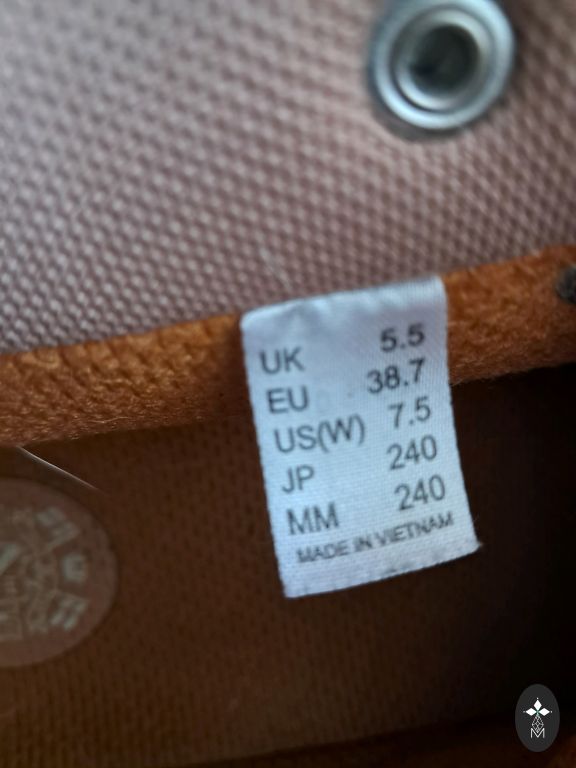 UK 5.5
EU 38.7
US(W) 7.5
JP 240
MM 240
MADE IN VIETNAM
M